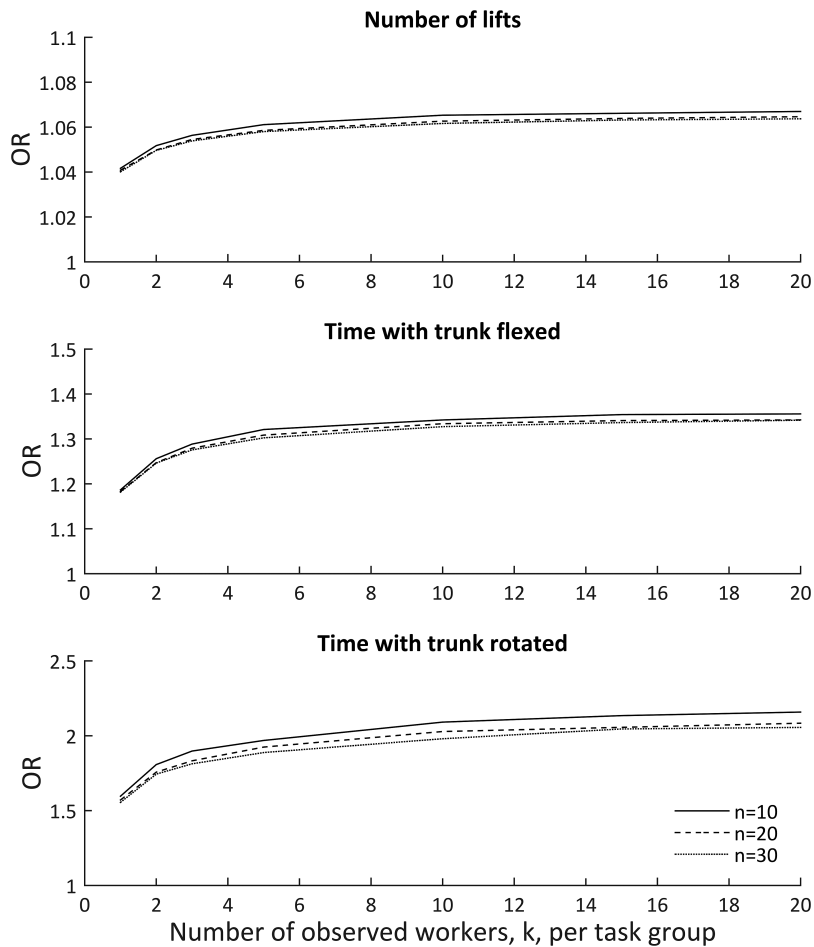 Number of lifts
1.1
1.08
1.06
1.04
1.02
1
OR
0 2 4 6 8 10 12 14 16 18 20
Time with trunk flexed
1.5
1.4
1.3
1.2
1.1
1
OR
0 2 4 6 8 10 12 14 16 18 20
Time with trunk rotated
2.5
2
1.5
1
OR
n=10
n=20
n=30
0 2 4 6 8 10 12 14 16 18 20
Number of observed workers, k, per task group